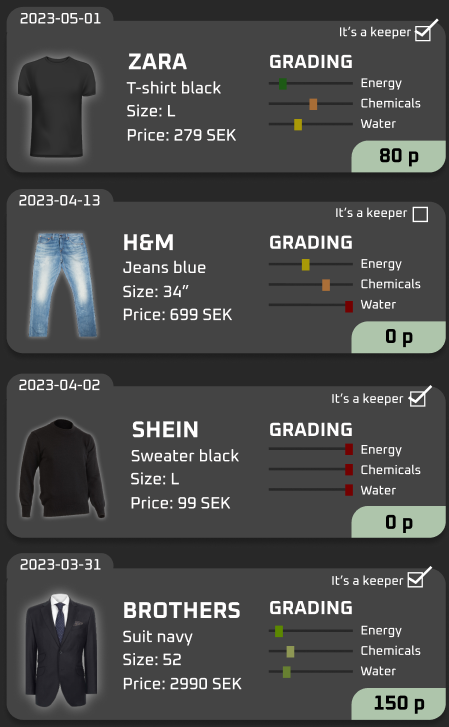 2023-05-01
It's a keeper
ZARA
GRADING
T-shirt black
Energy
Size: L
Chemicals
Price: 279 SEK
Water
80 p
2023-04-13
It's a keeper
H&M
GRADING
Jeans blue
Energy
Size: 34”
Chemicals
Price: 699 SEK
Water
0 p
2023-04-02
It's a keeper
SHEIN
GRADING
Sweater black
Energy
Size: L
Chemicals
Price: 99 SEK
Water
0 p
2023-03-31
It's a keeper
BROTHERS
GRADING
Suit navy
Energy
Size: 52
Chemicals
Price: 2990 SEK
Water
150 p